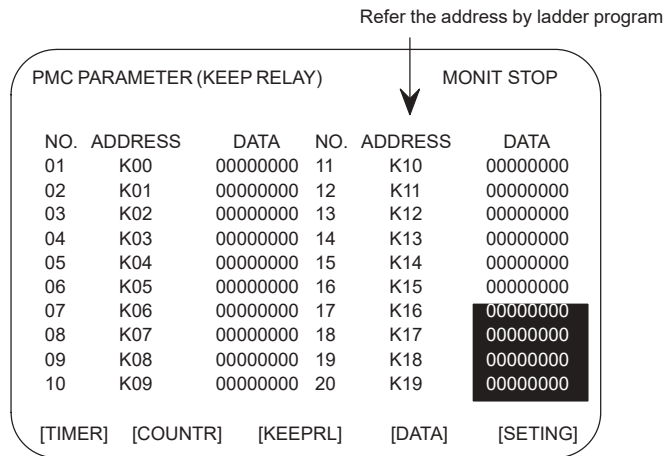 Refer the address by ladder program
PMC PARAMETER (KEEP RELAY) MONIT STOP
NO. ADDRESS DATA NO. ADDRESS DATA
01 K00 00000000 11 K10 00000000
02 K01 00000000 12 K11 00000000
03 K02 00000000 13 K12 00000000
04 K03 00000000 14 K13 00000000
05 K04 00000000 15 K14 00000000
06 K05 00000000 16 K15 00000000
07 K06 00000000 17 K16 00000000
08 K07 00000000 18 K17 00000000
09 K08 00000000 19 K18 00000000
10 K09 00000000 20 K19 00000000
[TIMER] [COUNTR] [KEEPRL] [DATA] [SETING]